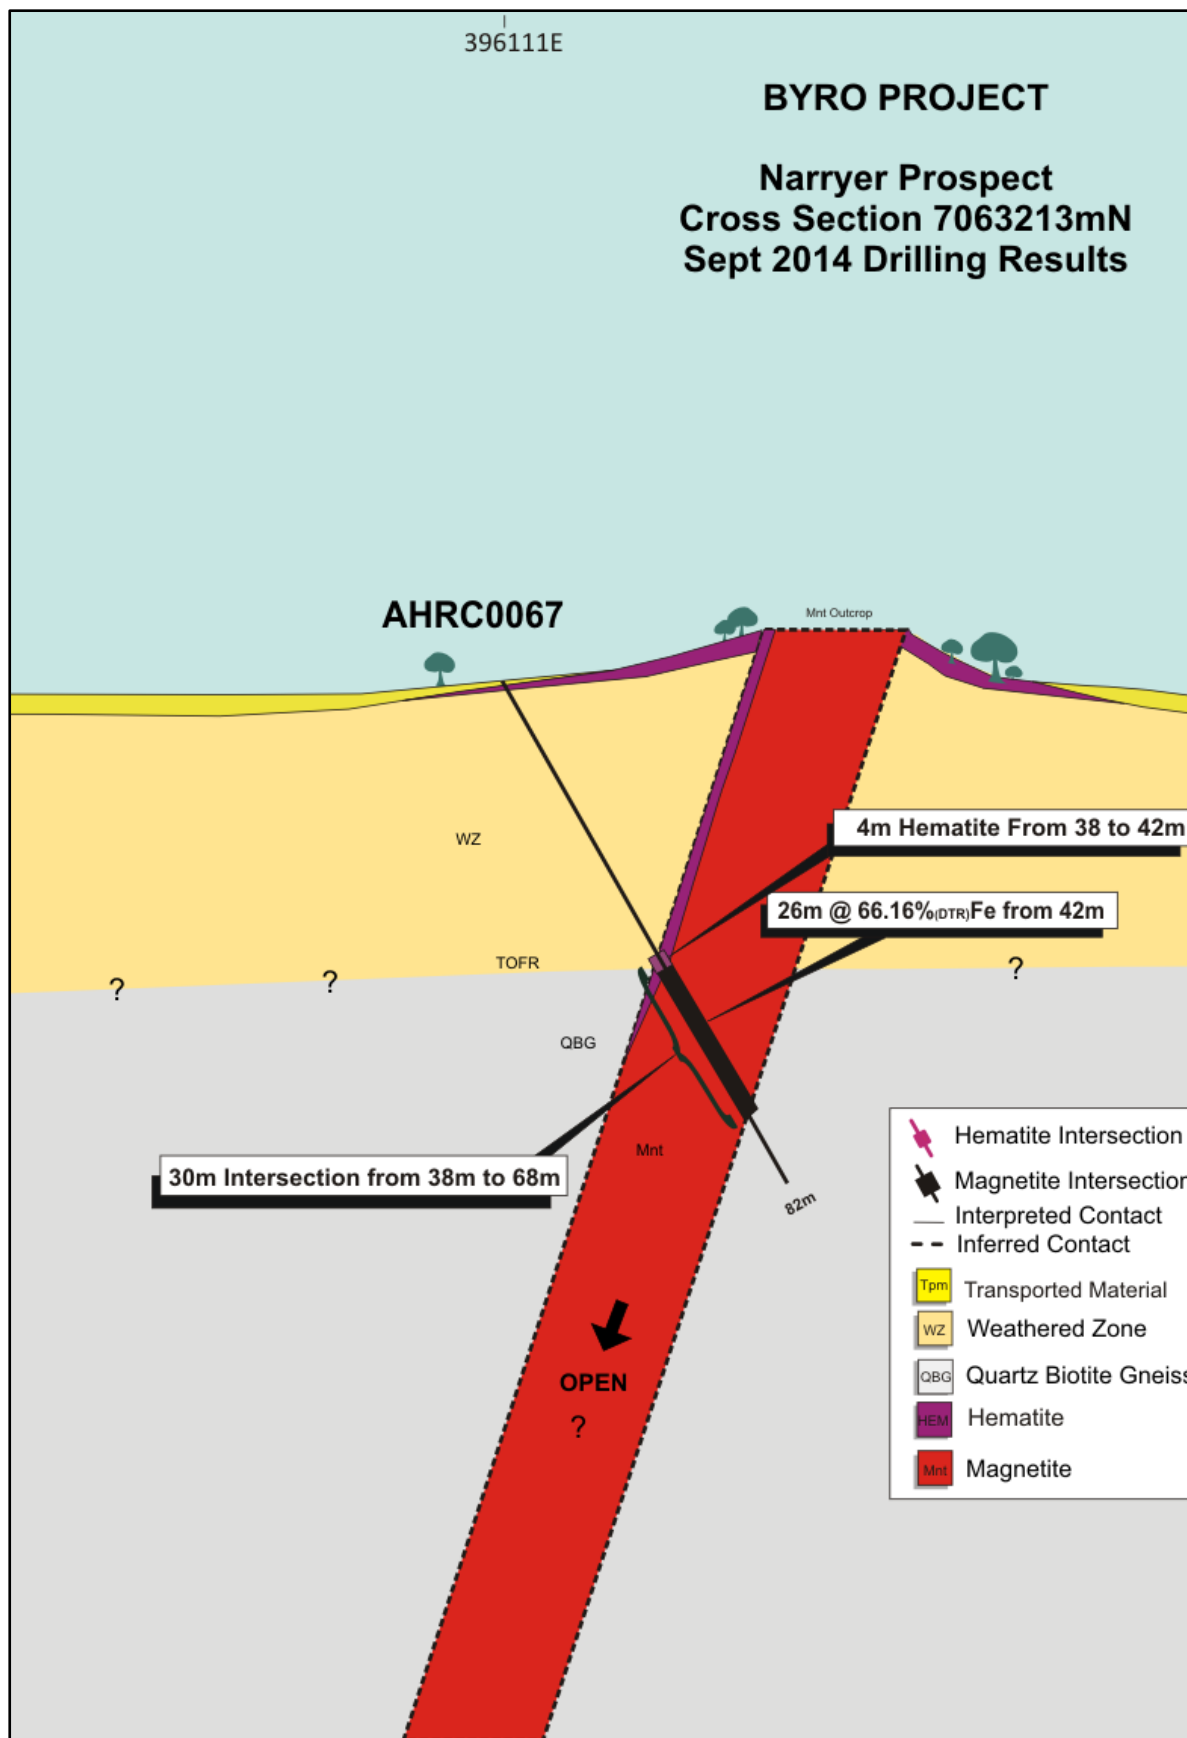 396111E
BYRO PROJECT
Narryer Prospect
Cross Section 7063213mN
Sept 2014 Drilling Results
Mnt Outcrop
AHRC0067
4m Hematite From 38 to 42m
WZ
26m @ 66.16%(DTR)Fe from 42m
TOFR
?
?
?
QBG
Mnt
30m Intersection from 38m to 68m
82m
OPEN
?
Hematite Intersection
Magnetite Intersection
Interpreted Contact
Inferred Contact
Tpm Transported Material
WZ Weathered Zone
QBG Quartz Biotite Gneiss
HEM Hematite
Mnt Magnetite